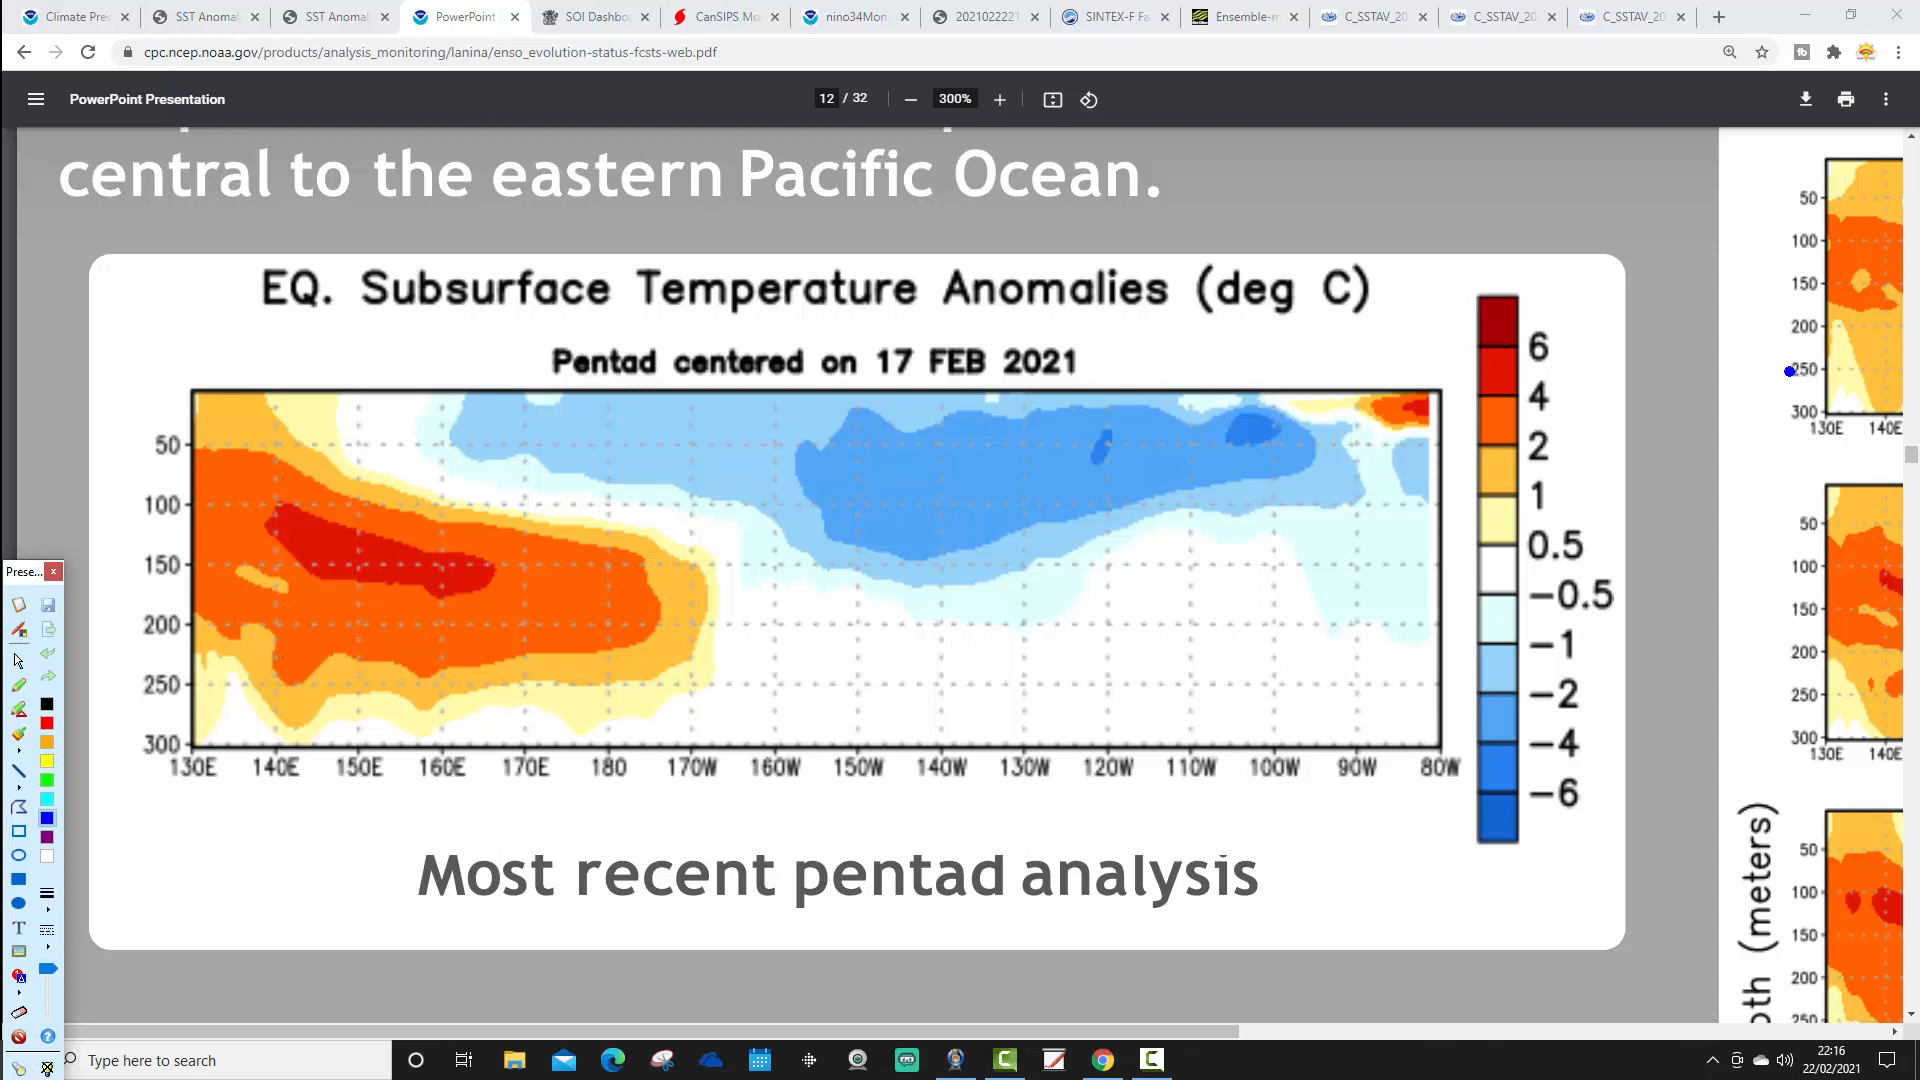 Climate Prec
SST Anomal
SST Anomal
PowerPoint
SOI Dashbo
CanSIPS Mo
nino34Mon
2021022221
SINTEX-F Fa
Ensemble-m
C_SSTAV_20
C_SSTAV_20
C_SSTAV_20
cpc.ncep.noaa.gov/products/analysis_monitoring/lanina/enso_evolution-status-fcsts-web.pdf
PowerPoint Presentation
12 / 32
300%
central to the eastern Pacific Ocean.
EQ. Subsurface Temperature Anomalies (deg C)
Pentad centered on 17 FEB 2021
50
100
150
200
250
300
130E 140E 150E 160E 170E 180 170W 160W 150W 140W 130W 120W 110W 100W 90W 80W
6
4
2
1
0.5
−0.5
−1
−2
−4
−6
Most recent pentad analysis
50
100
150
200
250
300
130E 140E
50
100
150
200
250
300
130E 140E
(meters)
50
100
150
200
250
Prese...
Type here to search
22:16
22/02/2021